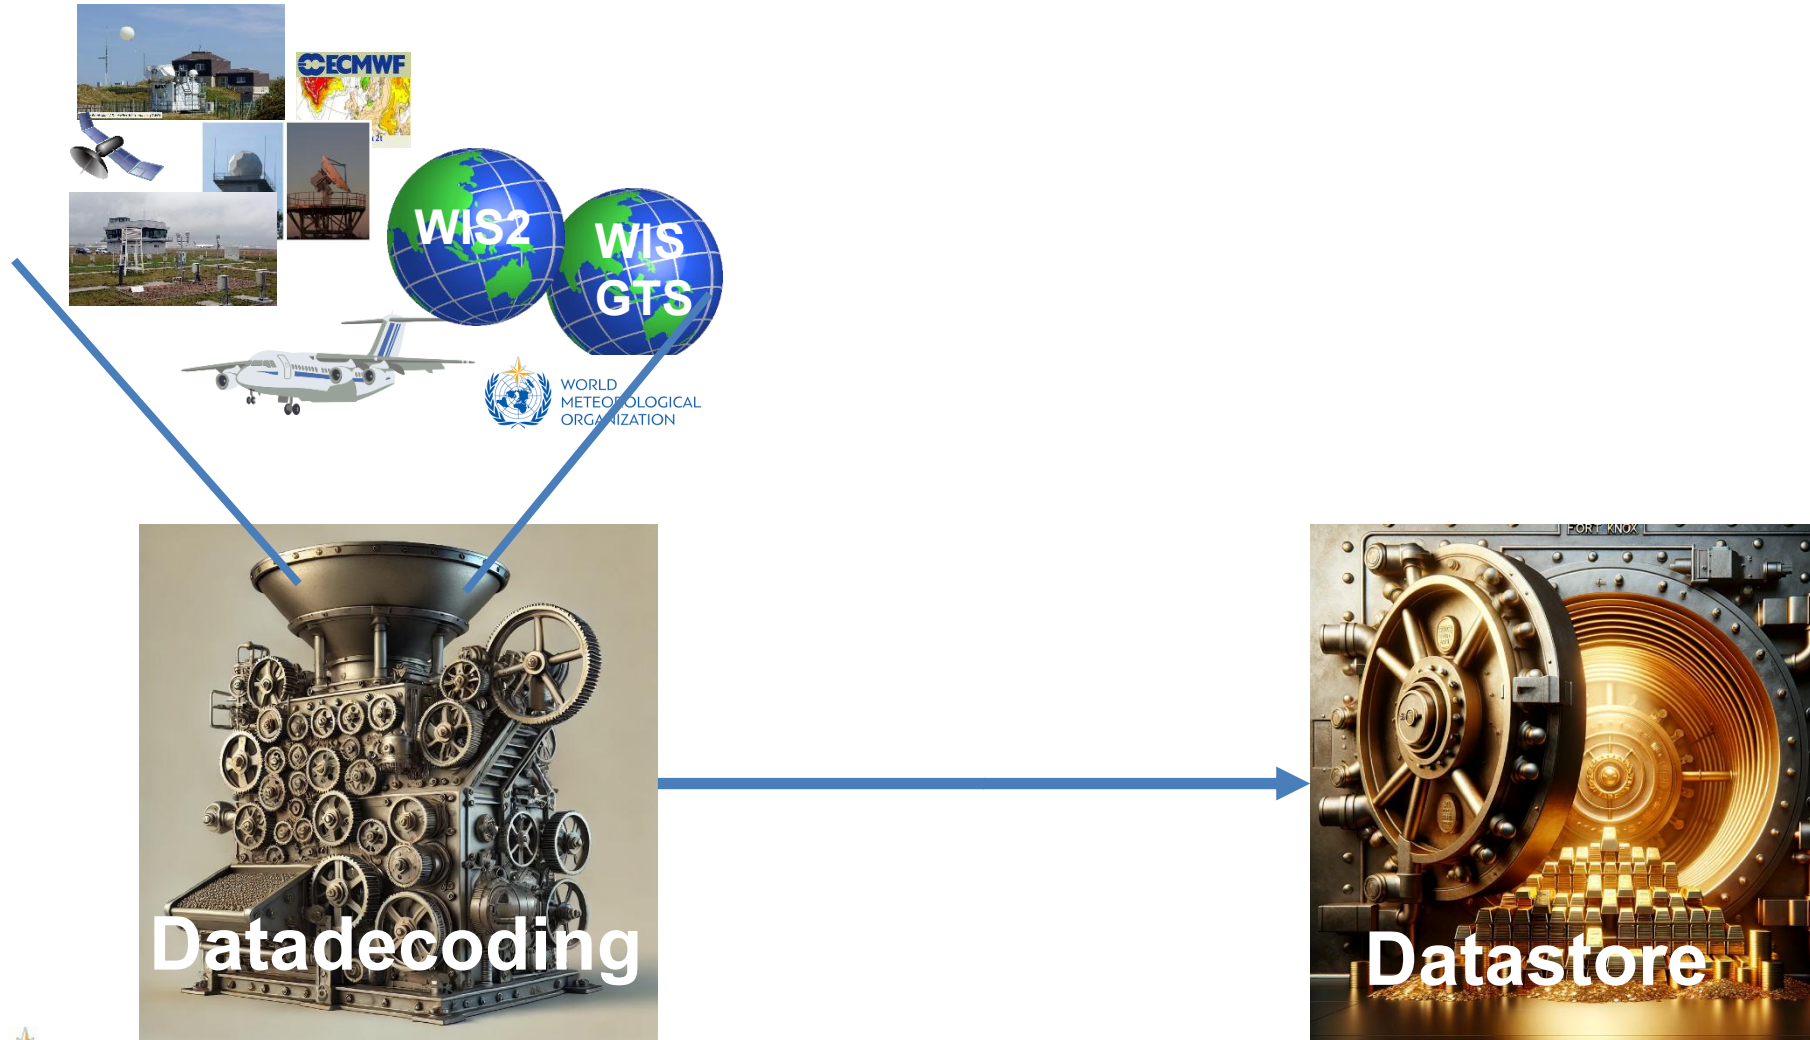 ECMWF
WIS2
WIS
GTS
WORLD
METEOROLOGICAL
ORGANIZATION
FORT KNOX
Datadecoding
Datastore